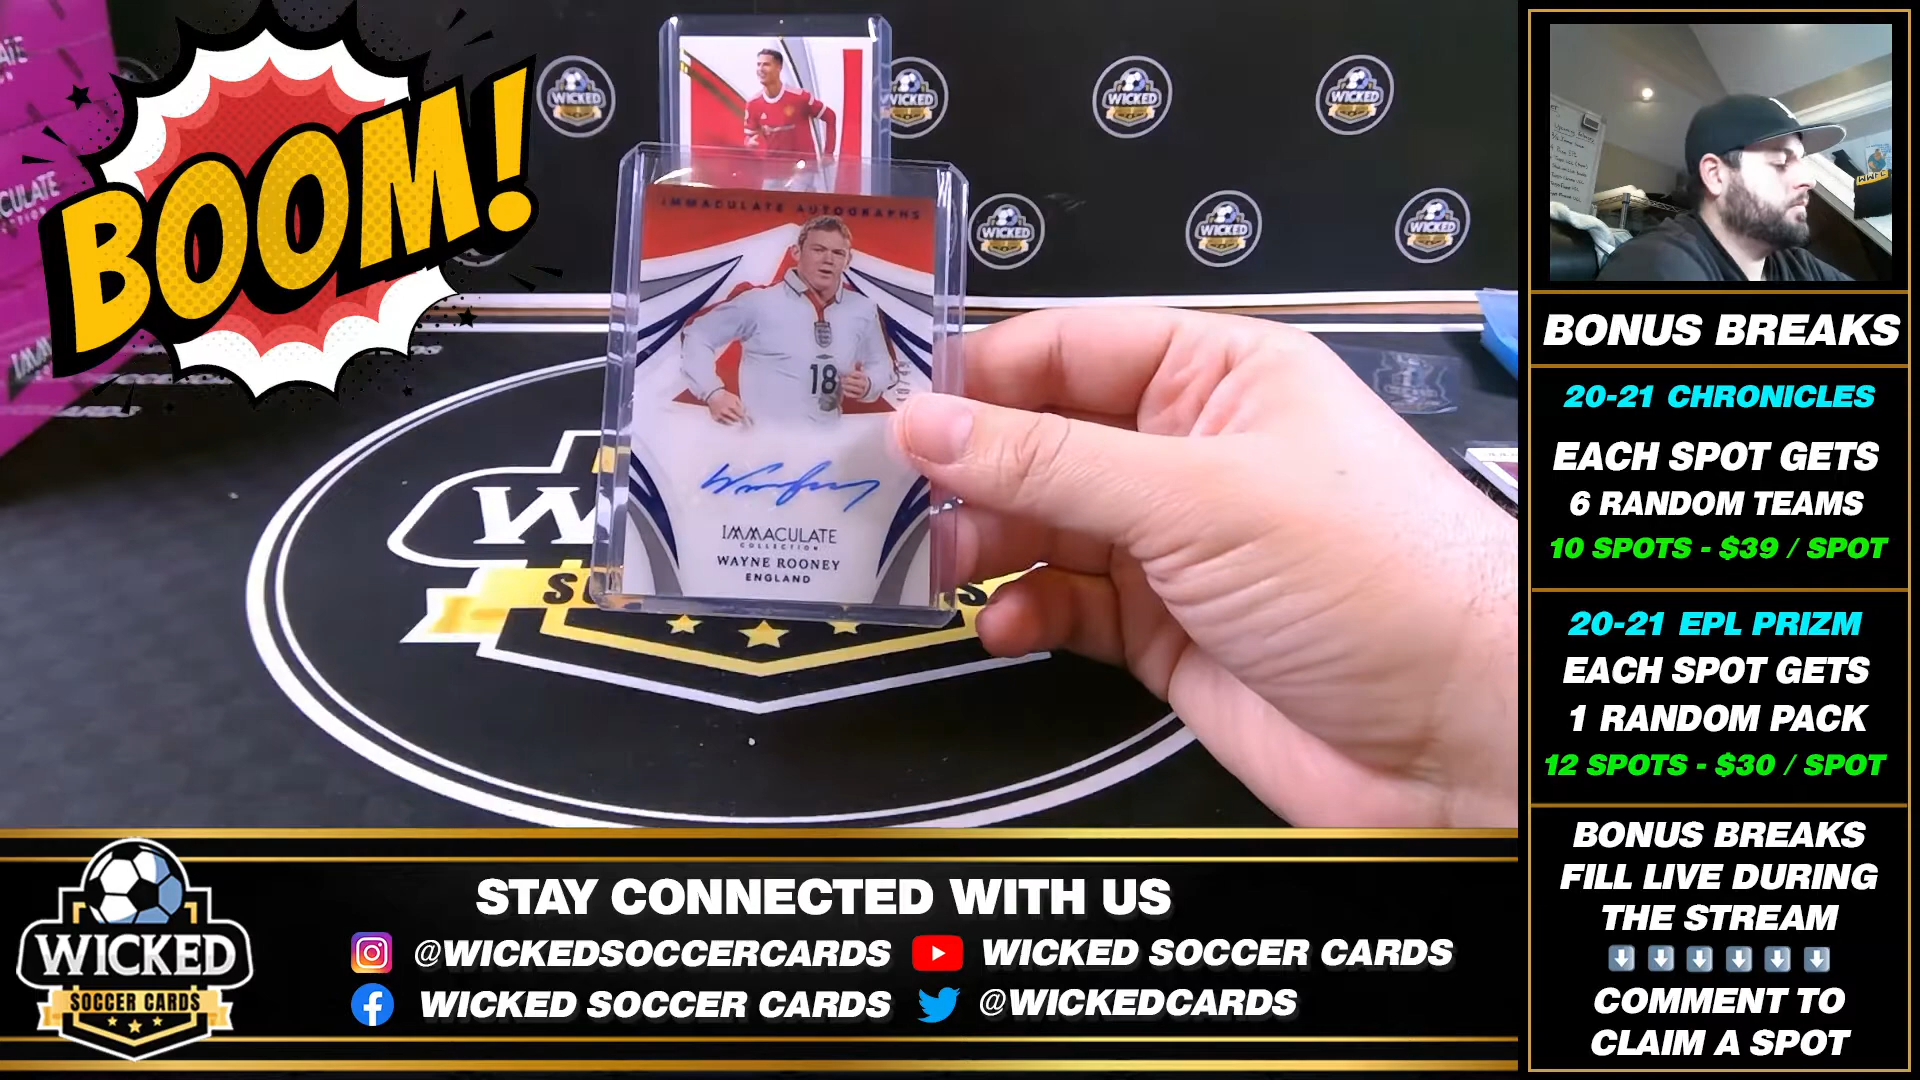 BOOM!
IMMACULATE AUTOGRAPHS
18
IMMACULATE
COLLECTION
WAYNE ROONEY
ENGLAND
WICKED
WICKED
WICKED
WICKED
WICKED
WICKED
WICKED
BONUS BREAKS
20-21 CHRONICLES
EACH SPOT GETS
6 RANDOM TEAMS
10 SPOTS - $39 / SPOT
20-21 EPL PRIZM
EACH SPOT GETS
1 RANDOM PACK
12 SPOTS - $30 / SPOT
BONUS BREAKS
FILL LIVE DURING
THE STREAM
COMMENT TO
CLAIM A SPOT
WICKED
SOCCER CARDS
STAY CONNECTED WITH US
@WICKEDSOCCERCARDS
WICKED SOCCER CARDS
WICKED SOCCER CARDS
@WICKEDCARDS